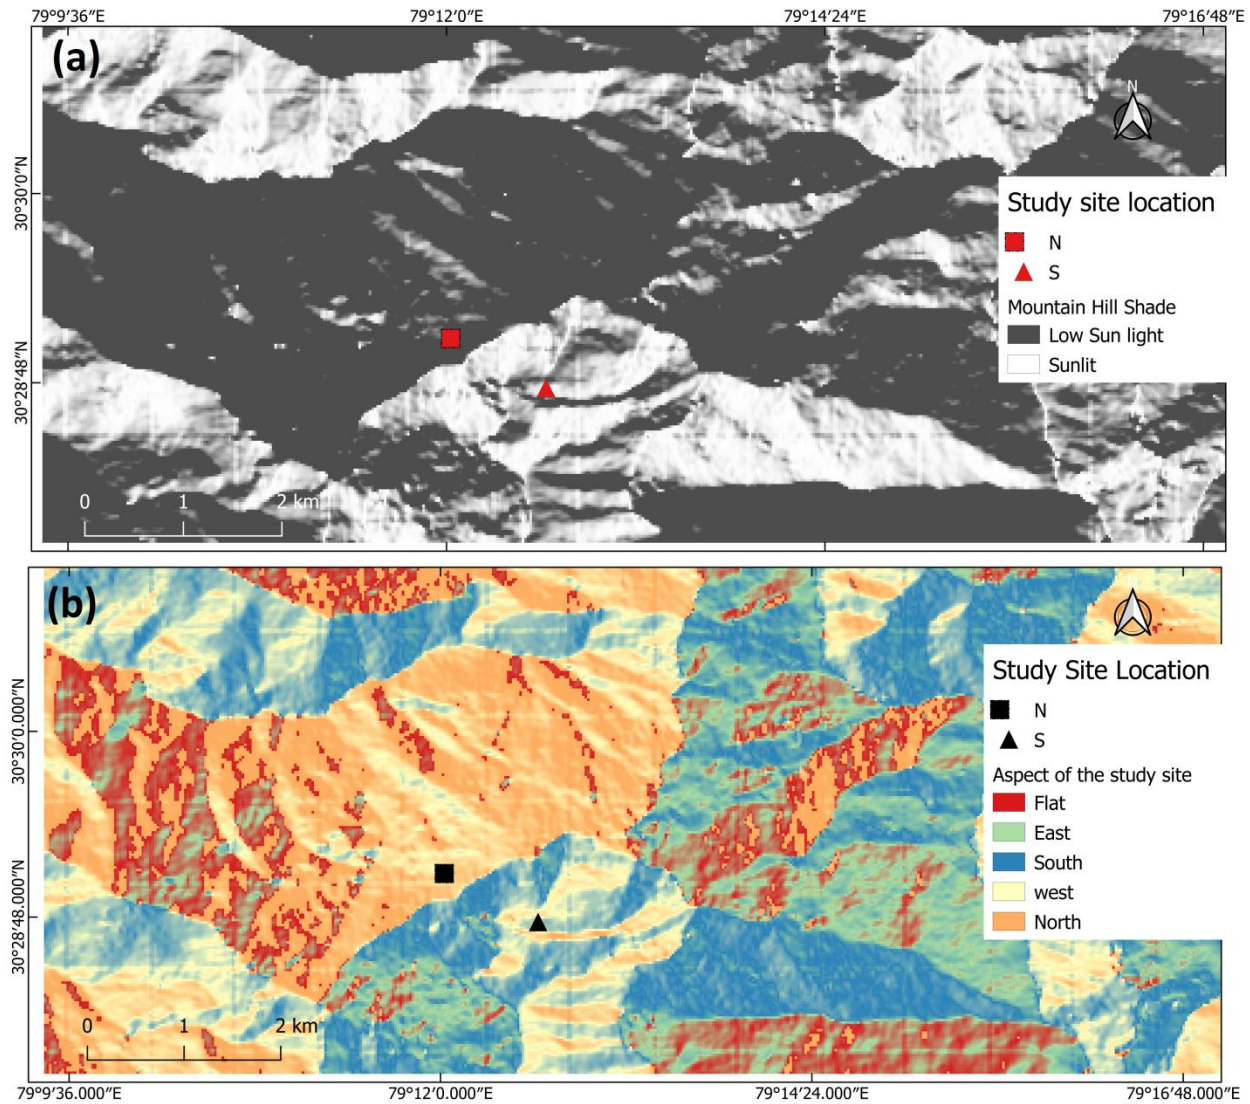 79°9′36″E 79°12′0″E 79°14′24″E 79°16′48″E
(a)
N
30°30′0″N
Study site location
N
S
Mountain Hill Shade
Low Sun light
Sunlit
30°28′48″N
0 1 2 km
(b)
N
Study Site Location
N
S
30°30′0.000″N
Aspect of the study site
Flat
East
South
west
North
30°28′48.000″N
0 1 2 km
79°9′36.000″E 79°12′0.000″E 79°14′24.000″E 79°16′48.000″E